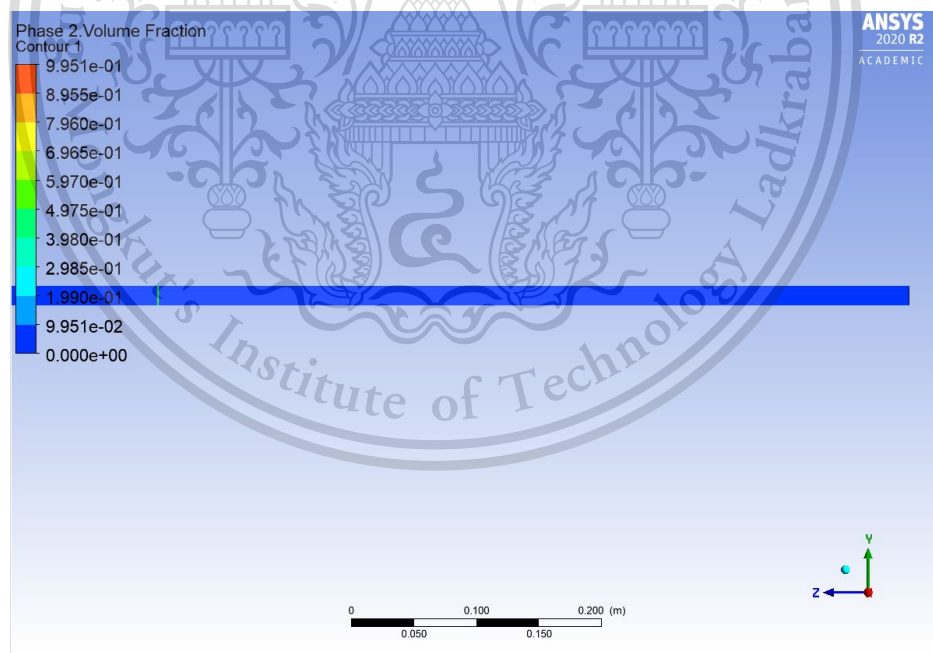 Phase 2.Volume Fraction
Contour 1
9.951e-01
8.955e-01
7.960e-01
6.965e-01
5.970e-01
4.975e-01
3.980e-01
2.985e-01
1.990e-01
9.951e-02
0.000e+00
ANSYS
2020 R2
ACADEMIC
gkut's Institute of Technology Ladkraba
Y
Z
0 0.100 0.200 (m)
0.050 0.150